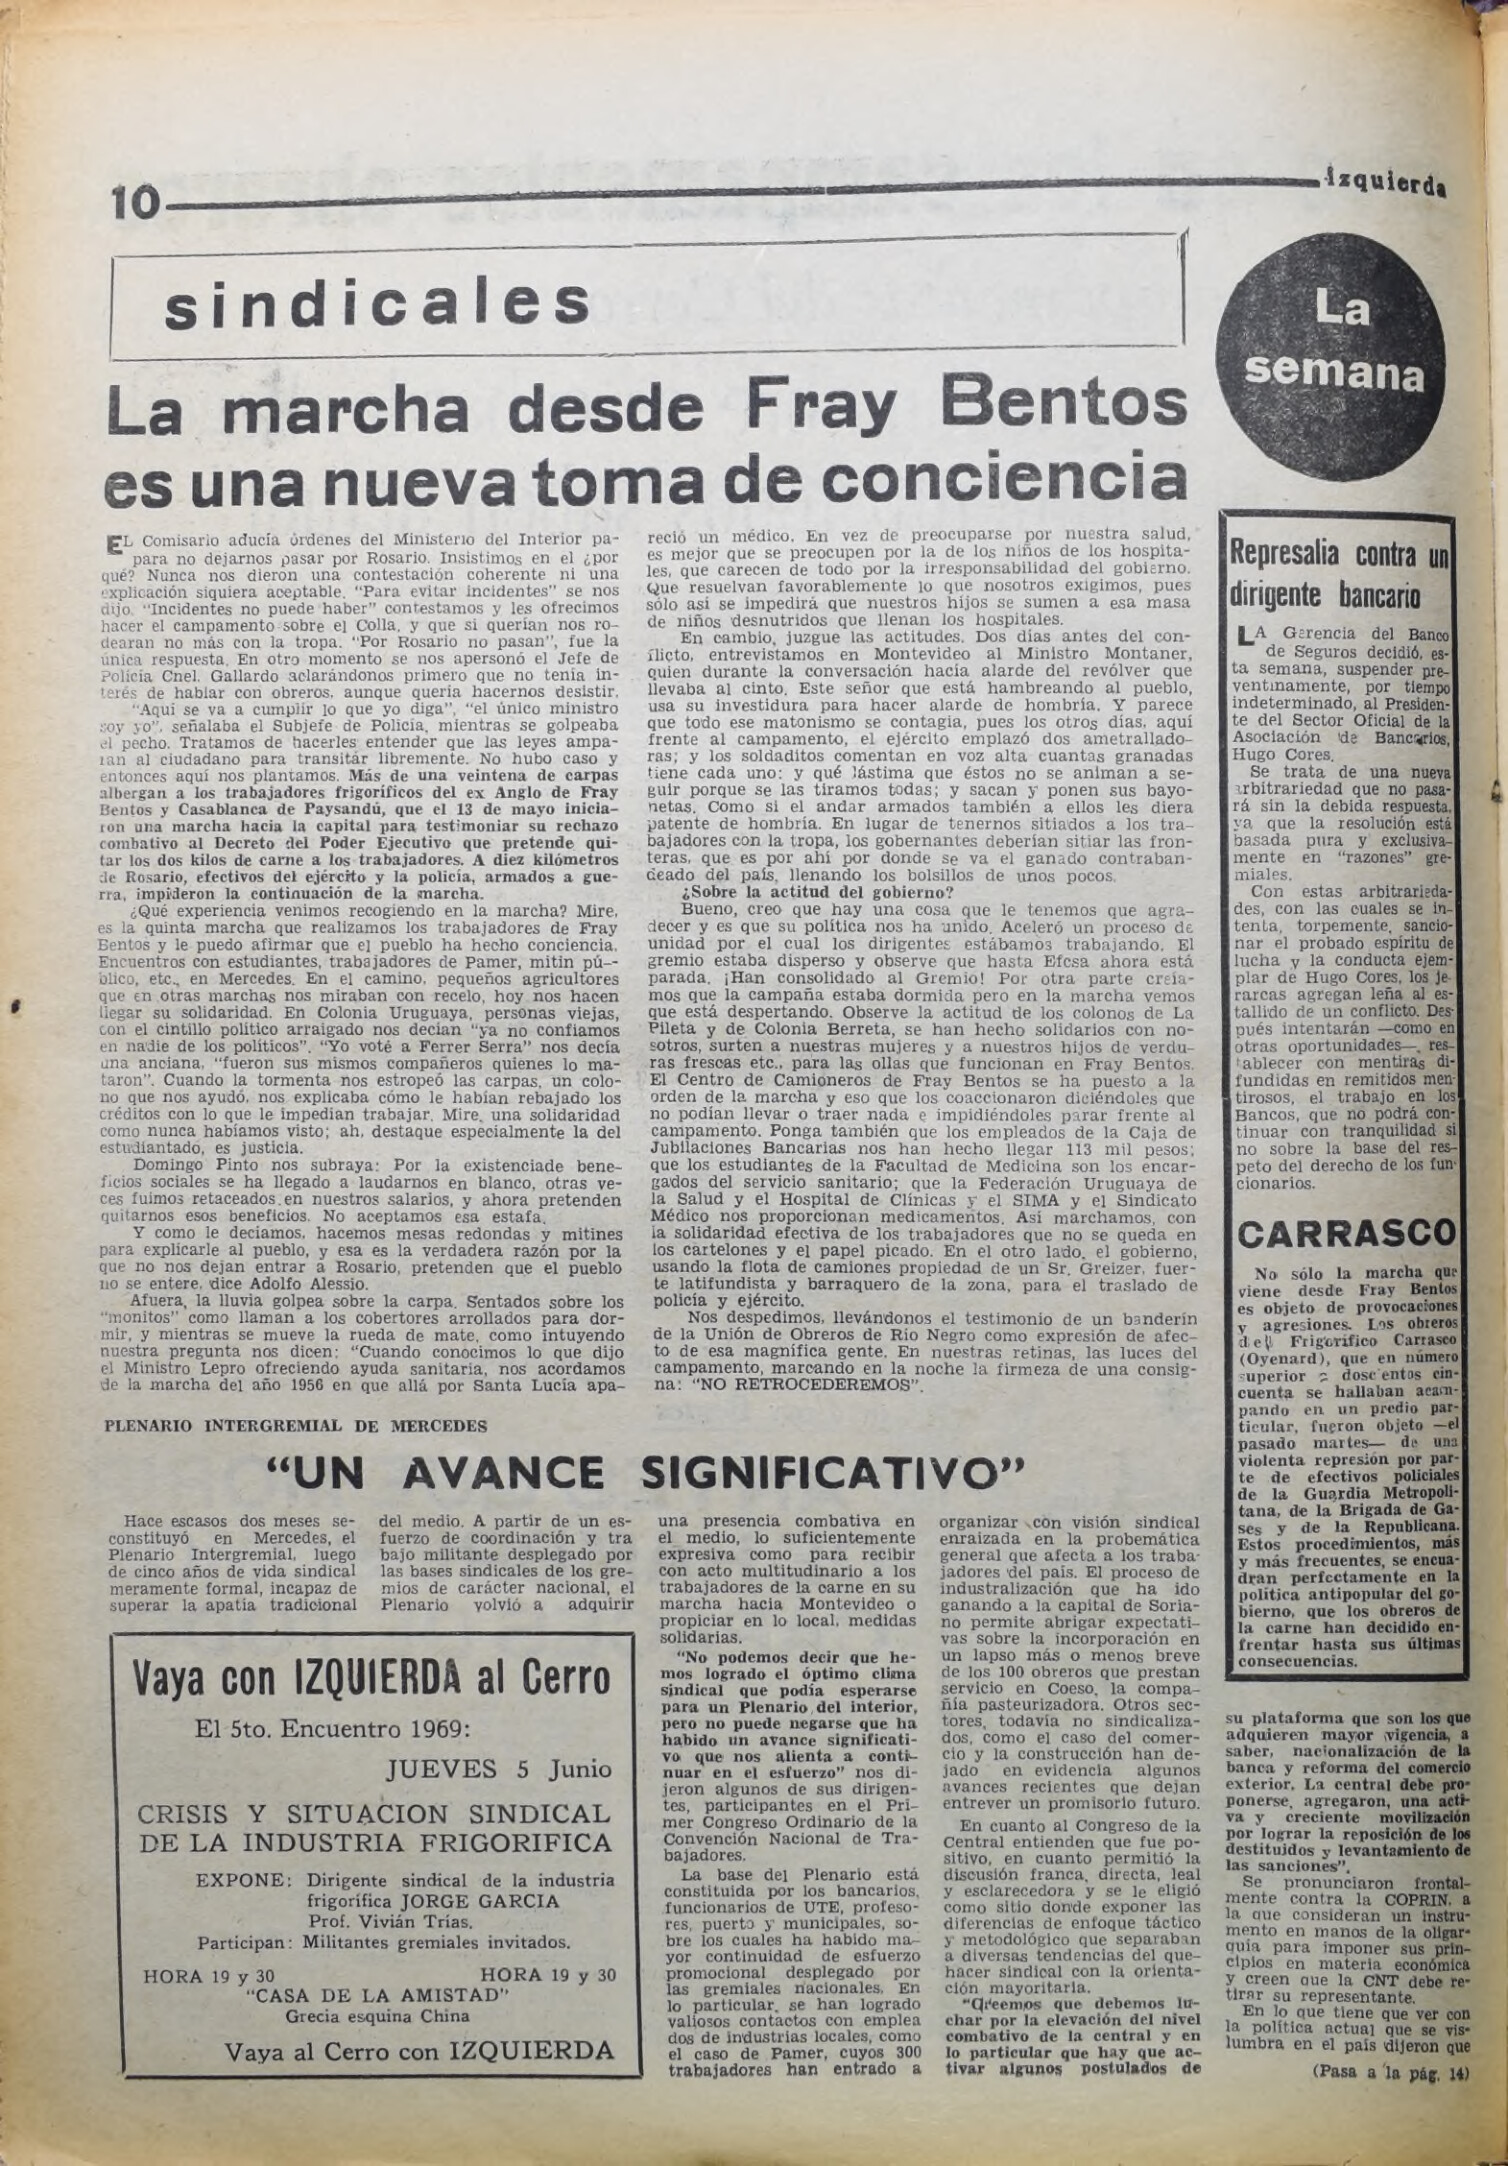 10
izquierda
sindicales
La marcha desde Fray Bentos
es una nueva toma de conciencia
EL Comisario aducía órdenes del Ministerio del Interior pa-
para no dejarnos pasar por Rosario. Insistimos en el ¿por
qué? Nunca nos dieron una contestación coherente ni una
explicación siquiera aceptable. "Para evitar incidentes" se nos
dijo. "Incidentes no puede haber" contestamos y les ofrecimos
hacer el campamento sobre el Colla, y que si querían nos ro-
dearan no más con la tropa. "Por Rosario no pasan", fue la
única respuesta. En otro momento se nos apersonó el Jefe de
Policía Cnel. Gallardo aclarándonos primero que no tenía in-
terés de hablar con obreros, aunque quería hacernos desistir.
"Aquí se va a cumplir lo que yo diga", "el único ministro
soy yo", señalaba el Subjefe de Policía, mientras se golpeaba
el pecho. Tratamos de hacerles entender que las leyes ampa-
ran al ciudadano para transitar libremente. No hubo caso y
entonces aquí nos plantamos. Más de una veintena de carpas
albergan a los trabajadores frigoríficos del ex Anglo de Fray
Bentos y Casablanca de Paysandú, que el 13 de mayo inicia-
ron una marcha hacia la capital para testimoniar su rechazo
combativo al Decreto del Poder Ejecutivo que pretende qui-
tar los dos kilos de carne a los trabajadores. A diez kilómetros
de Rosario, efectivos del ejército y la policía, armados a gue-
rra, impidieron la continuación de la marcha.
¿Qué experiencia venimos recogiendo en la marcha? Mire,
es la quinta marcha que realizamos los trabajadores de Fray
Bentos y le puedo afirmar que el pueblo ha hecho conciencia.
Encuentros con estudiantes, trabajadores de Pamer, mitin pú-
blico, etc., en Mercedes. En el camino, pequeños agricultores
que en otras marchas nos miraban con recelo, hoy nos hacen
llegar su solidaridad. En Colonia Uruguaya, personas viejas,
con el cintillo político arraigado nos decían "ya no confiamos
en nadie de los políticos". "Yo voté a Ferrer Serra" nos decía
una anciana, "fueron sus mismos compañeros quienes lo ma-
taron". Cuando la tormenta nos estropeó las carpas, un colo-
no que nos ayudó, nos explicaba cómo le habían rebajado los
créditos con lo que le impedían trabajar. Mire, una solidaridad
como nunca habíamos visto; ah, destaque especialmente la del
estudiantado, es justicia.
Domingo Pinto nos subraya: Por la existenciade bene-
ficios sociales se ha llegado a laudarnos en blanco, otras ve-
ces fuimos retaceados en nuestros salarios, y ahora pretenden
quitarnos esos beneficios. No aceptamos esa estafa.
Y como le decíamos, hacemos mesas redondas y mitines
para explicarle al pueblo, y esa es la verdadera razón por la
que no nos dejan entrar a Rosario, pretenden que el pueblo
no se entere, dice Adolfo Alessio.
Afuera, la lluvia golpea sobre la carpa. Sentados sobre los
"monitos" como llaman a los cobertores arrollados para dor-
mir, y mientras se mueve la rueda de mate, como intuyendo
nuestra pregunta nos dicen: "Cuando conocimos lo que dijo
el Ministro Lepro ofreciendo ayuda sanitaria, nos acordamos
de la marcha del año 1956 en que allá por Santa Lucía apa-
reció un médico. En vez de preocuparse por nuestra salud,
es mejor que se preocupen por la de los niños de los hospita-
les, que carecen de todo por la irresponsabilidad del gobierno.
Que resuelvan favorablemente lo que nosotros exigimos, pues
sólo así se impedirá que nuestros hijos se sumen a esa masa
de niños desnutridos que llenan los hospitales.
En cambio, juzgue las actitudes. Dos días antes del con-
flicto, entrevistamos en Montevideo al Ministro Montaner,
quien durante la conversación hacía alarde del revólver que
llevaba al cinto. Este señor que está hambreando al pueblo,
usa su investidura para hacer alarde de hombría. Y parece
que todo ese matonismo se contagia, pues los otros días, aquí
frente al campamento, el ejército emplazó dos ametrallado-
ras; y los soldaditos comentan en voz alta cuantas granadas
tiene cada uno: y qué lástima que éstos no se animan a se-
guir porque se las tiramos todas; y sacan y ponen sus bayo-
netas. Como si el andar armados también a ellos les diera
patente de hombría. En lugar de tenernos sitiados a los tra-
bajadores con la tropa, los gobernantes deberían sitiar las fron-
teras, que es por ahí por donde se va el ganado contraban-
deado del país, llenando los bolsillos de unos pocos.
¿Sobre la actitud del gobierno?
Bueno, creo que hay una cosa que le tenemos que agra-
decer y es que su política nos ha unido. Aceleró un proceso de
unidad por el cual los dirigentes estábamos trabajando. El
gremio estaba disperso y observe que hasta Efcsa ahora está
parada. ¡Han consolidado al Gremio! Por otra parte creía-
mos que la campaña estaba dormida pero en la marcha vemos
que está despertando. Observe la actitud de los colonos de La
Pileta y de Colonia Berreta, se han hecho solidarios con no-
sotros, surten a nuestras mujeres y a nuestros hijos de verdu-
ras frescas etc., para las ollas que funcionan en Fray Bentos.
El Centro de Camioneros de Fray Bentos se ha puesto a la
orden de la marcha y eso que los coaccionaron diciéndoles que
no podían llevar o traer nada e impidiéndoles parar frente al
campamento. Ponga también que los empleados de la Caja de
Jubilaciones Bancarias nos han hecho llegar 113 mil pesos;
que los estudiantes de la Facultad de Medicina son los encar-
gados del servicio sanitario; que la Federación Uruguaya de
la Salud y el Hospital de Clínicas y el SIMA y el Sindicato
Médico nos proporcionan medicamentos. Así marchamos, con
la solidaridad efectiva de los trabajadores que no se queda en
los cartelones y el papel picado. En el otro lado, el gobierno,
usando la flota de camiones propiedad de un Sr. Greizer, fuer-
te latifundista y barraquero de la zona, para el traslado de
policía y ejército.
Nos despedimos, llevándonos el testimonio de un banderín
de la Unión de Obreros de Río Negro como expresión de afec-
to de esa magnífica gente. En nuestras retinas, las luces del
campamento, marcando en la noche la firmeza de una consig-
na: "NO RETROCEDEREMOS".
PLENARIO INTERGREMIAL DE MERCEDES
"UN AVANCE SIGNIFICATIVO"
Hace escasos dos meses se-
constituyó en Mercedes, el
Plenario Intergremial, luego
de cinco años de vida sindical
meramente formal, incapaz de
superar la apatía tradicional
del medio. A partir de un es-
fuerzo de coordinación y tra
bajo militante desplegado por
las bases sindicales de los gre-
mios de carácter nacional, el
Plenario volvió a adquirir
una presencia combativa en
el medio, lo suficientemente
expresiva como para recibir
con acto multitudinario a los
trabajadores de la carne en su
marcha hacia Montevideo o
propiciar en lo local, medidas
solidarias.
"No podemos decir que he-
mos logrado el óptimo clima
sindical que podía esperarse
para un Plenario del interior,
pero no puede negarse que ha
habido un avance significati-
vo que nos alienta a conti-
nuar en el esfuerzo" nos di-
jeron algunos de sus dirigen-
tes, participantes en el Pri-
mer Congreso Ordinario de la
Convención Nacional de Tra-
bajadores.
La base del Plenario está
constituida por los bancarios,
funcionarios de UTE, profeso-
res, puerto y municipales, so-
bre los cuales ha habido ma-
yor continuidad de esfuerzo
promocional desplegado por
las gremiales nacionales. En
lo particular, se han logrado
valiosos contactos con emplea
dos de industrias locales, como
el caso de Pamer, cuyos 300
trabajadores han entrado a
organizar con visión sindical
enraizada en la probemática
general que afecta a los traba-
jadores del país. El proceso de
industralización que ha ido
ganando a la capital de Soria-
no permite abrigar expectati-
vas sobre la incorporación en
un lapso más o menos breve
de los 100 obreros que prestan
servicio en Coeso, la compa-
ñía pasteurizadora. Otros sec-
tores, todavía no sindicaliza-
dos, como el caso del comer-
cio y la construcción han de-
jado en evidencia algunos
avances recientes que dejan
entrever un promisorio futuro.
En cuanto al Congreso de la
Central entienden que fue po-
sitivo, en cuanto permitió la
discusión franca, directa, leal
y esclarecedora y se le eligió
como sitio donde exponer las
diferencias de enfoque táctico
y metodológico que separaban
a diversas tendencias del que-
hacer sindical con la orienta-
ción mayoritaria.
"Creemos que debemos lu-
char por la elevación del nivel
combativo de la central y en
lo particular que hay que ac-
tivar algunos postulados de
su plataforma que son los que
adquieren mayor vigencia, a
saber, nacionalización de la
banca y reforma del comercio
exterior. La central debe pro-
ponerse, agregaron, una acti-
va y creciente movilización
por lograr la reposición de los
destituidos y levantamiento de
las sanciones".
Se pronunciaron frontal-
mente contra la COPRIN, a
la que consideran un instru-
mento en manos de la oligar-
quía para imponer sus prin-
cipios en materia económica
y creen que la CNT debe re-
tirar su representante.
En lo que tiene que ver con
la política actual que se vis-
lumbra en el país dijeron que
(Pasa a la pág. 14)
Vaya con IZQUIERDA al Cerro
El 5to. Encuentro 1969:
JUEVES 5 Junio
CRISIS Y SITUACION SINDICAL
DE LA INDUSTRIA FRIGORIFICA
EXPONE: Dirigente sindical de la industria
frigorífica JORGE GARCIA
Prof. Vivián Trías.
Participan: Militantes gremiales invitados.
HORA 19 y 30 HORA 19 y 30
"CASA DE LA AMISTAD"
Grecia esquina China
Vaya al Cerro con IZQUIERDA
La
semana
Represalia contra un
dirigente bancario
LA Gerencia del Banco
de Seguros decidió, es-
ta semana, suspender pre-
ventinamente, por tiempo
indeterminado, al Presiden-
te del Sector Oficial de la
Asociación de Bancarios,
Hugo Cores.
Se trata de una nueva
arbitrariedad que no pasa-
rá sin la debida respuesta,
ya que la resolución está
basada pura y exclusiva-
mente en "razones" gre-
miales.
Con estas arbitrarieda-
des, con las cuales se in-
tenta, torpemente, sancio-
nar el probado espíritu de
lucha y la conducta ejem-
plar de Hugo Cores, los je-
rarcas agregan leña al es-
tallido de un conflicto. Des-
pués intentarán —como en
otras oportunidades—, res-
tablecer con mentiras di-
fundidas en remitidos men-
tirosos, el trabajo en los
Bancos, que no podrá con-
tinuar con tranquilidad si
no sobre la base del res-
peto del derecho de los fun-
cionarios.
CARRASCO
No sólo la marcha que
viene desde Fray Bentos
es objeto de provocaciones
y agresiones. Los obreros
del Frigorífico Carrasco
(Oyenard), que en número
superior a doscientos cin-
cuenta se hallaban acam-
pando en un predio par-
ticular, fueron objeto —el
pasado martes— de una
violenta represión por par-
te de efectivos policiales
de la Guardia Metropoli-
tana, de la Brigada de Ga-
ses y de la Republicana.
Estos procedimientos, más
y más frecuentes, se encua-
dran perfectamente en la
política antipopular del go-
bierno, que los obreros de
la carne han decidido en-
frentar hasta sus últimas
consecuencias.